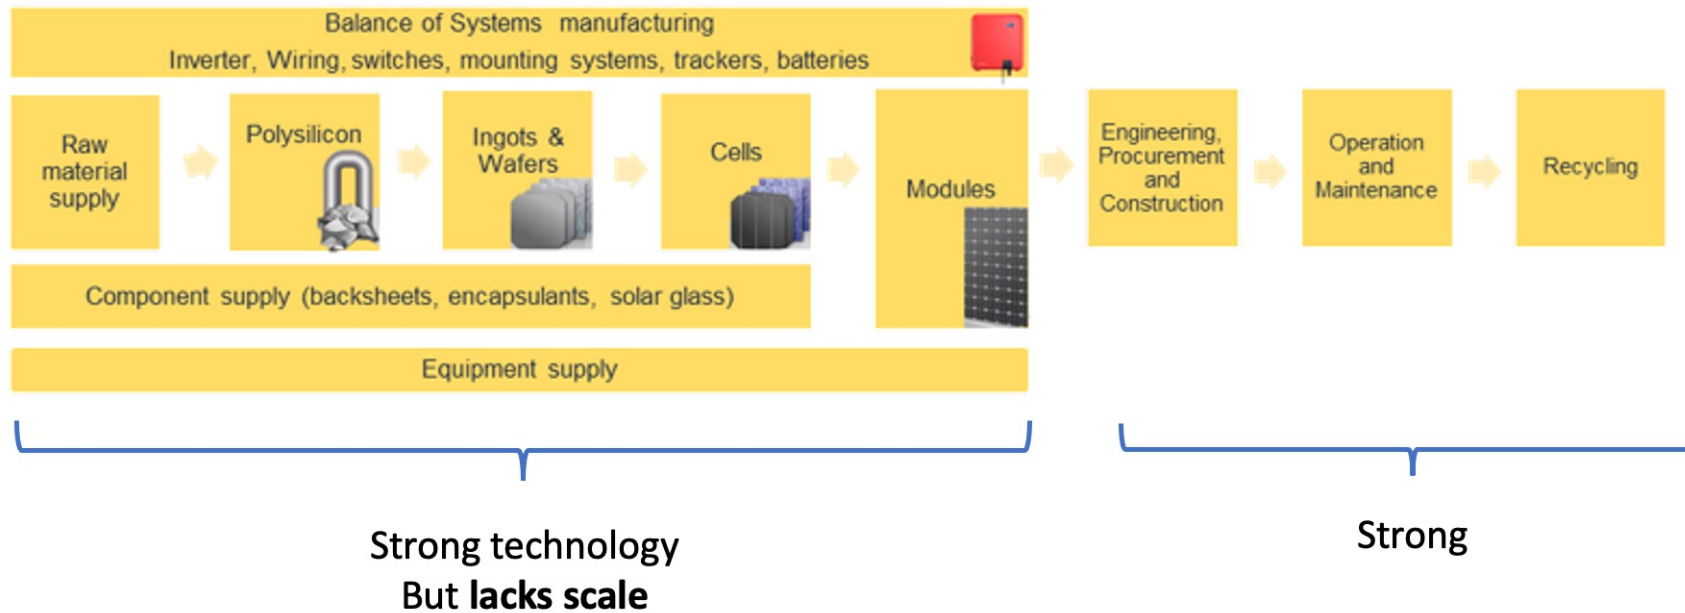 Balance of Systems manufacturing
Inverter, Wiring, switches, mounting systems, trackers, batteries
Raw
material
supply
Polysilicon
Ingots &
Wafers
Cells
Modules
Engineering,
Procurement
and
Construction
Operation
and
Maintenance
Recycling
Component supply (backsheets, encapsulants, solar glass)
Equipment supply
Strong technology
But lacks scale
Strong